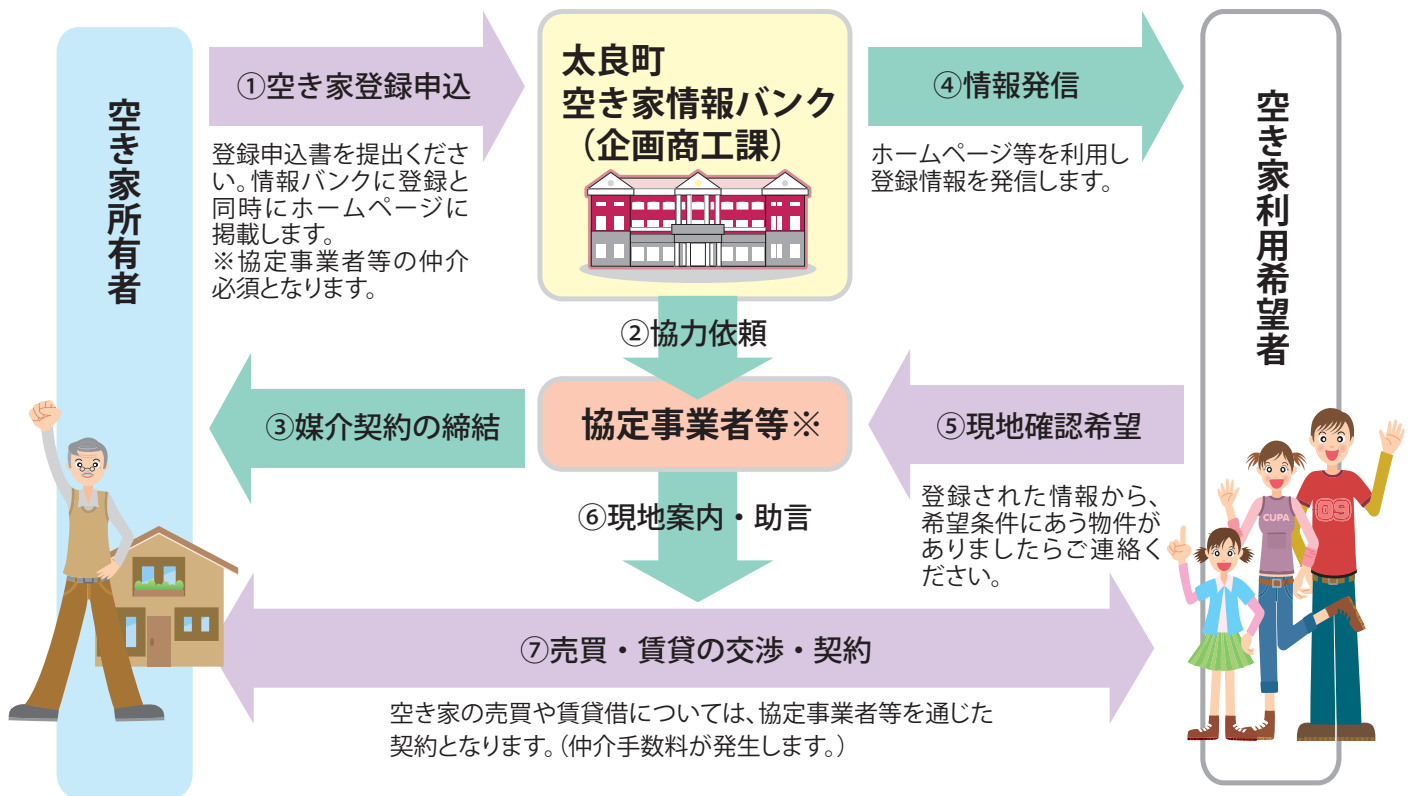 空き家所有者
①空き家登録申込
登録申込書を提出くださ
い。情報バンクに登録と
同時にホームページに
掲載します。
※協定事業者等の仲介
必須となります。
太良町
空き家情報バンク
（企画商工課）
④情報発信
ホームページ等を利用し
登録情報を発信します。
空き家利用希望者
②協力依頼
③媒介契約の締結
協定事業者等※
⑤現地確認希望
登録された情報から、
希望条件にあう物件が
ありましたらご連絡く
ださい。
⑥現地案内・助言
⑦売買・賃貸の交渉・契約
空き家の売買や賃貸借については、協定事業者等を通じた
契約となります。（仲介手数料が発生します。）
CUPA
09